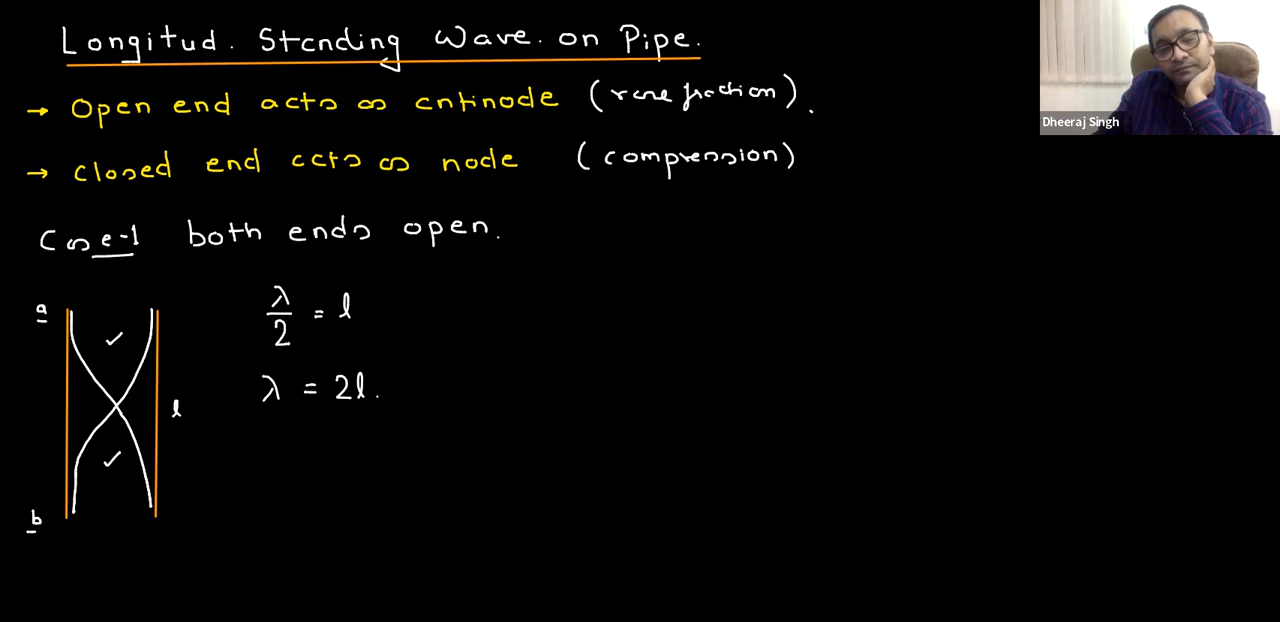 Longitud. Standing Wave. on Pipe.
→ Open end acts as antinode (rarefraction).
→ closed end acts as node (compression)
Case-1 both ends open.
a
λ/2 = l
λ = 2l.
l
b
Dheeraj Singh